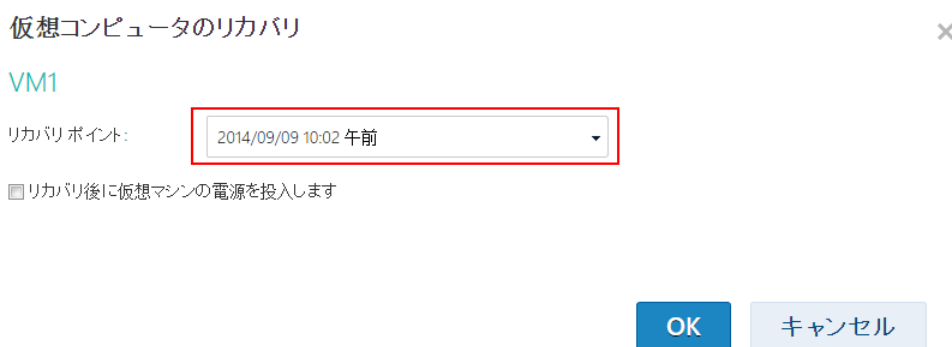 仮想コンピュータのリカバリ
VM1
リカバリ ポイント: 2014/09/09 10:02 午前
リカバリ後に仮想マシンの電源を投入します
OK キャンセル